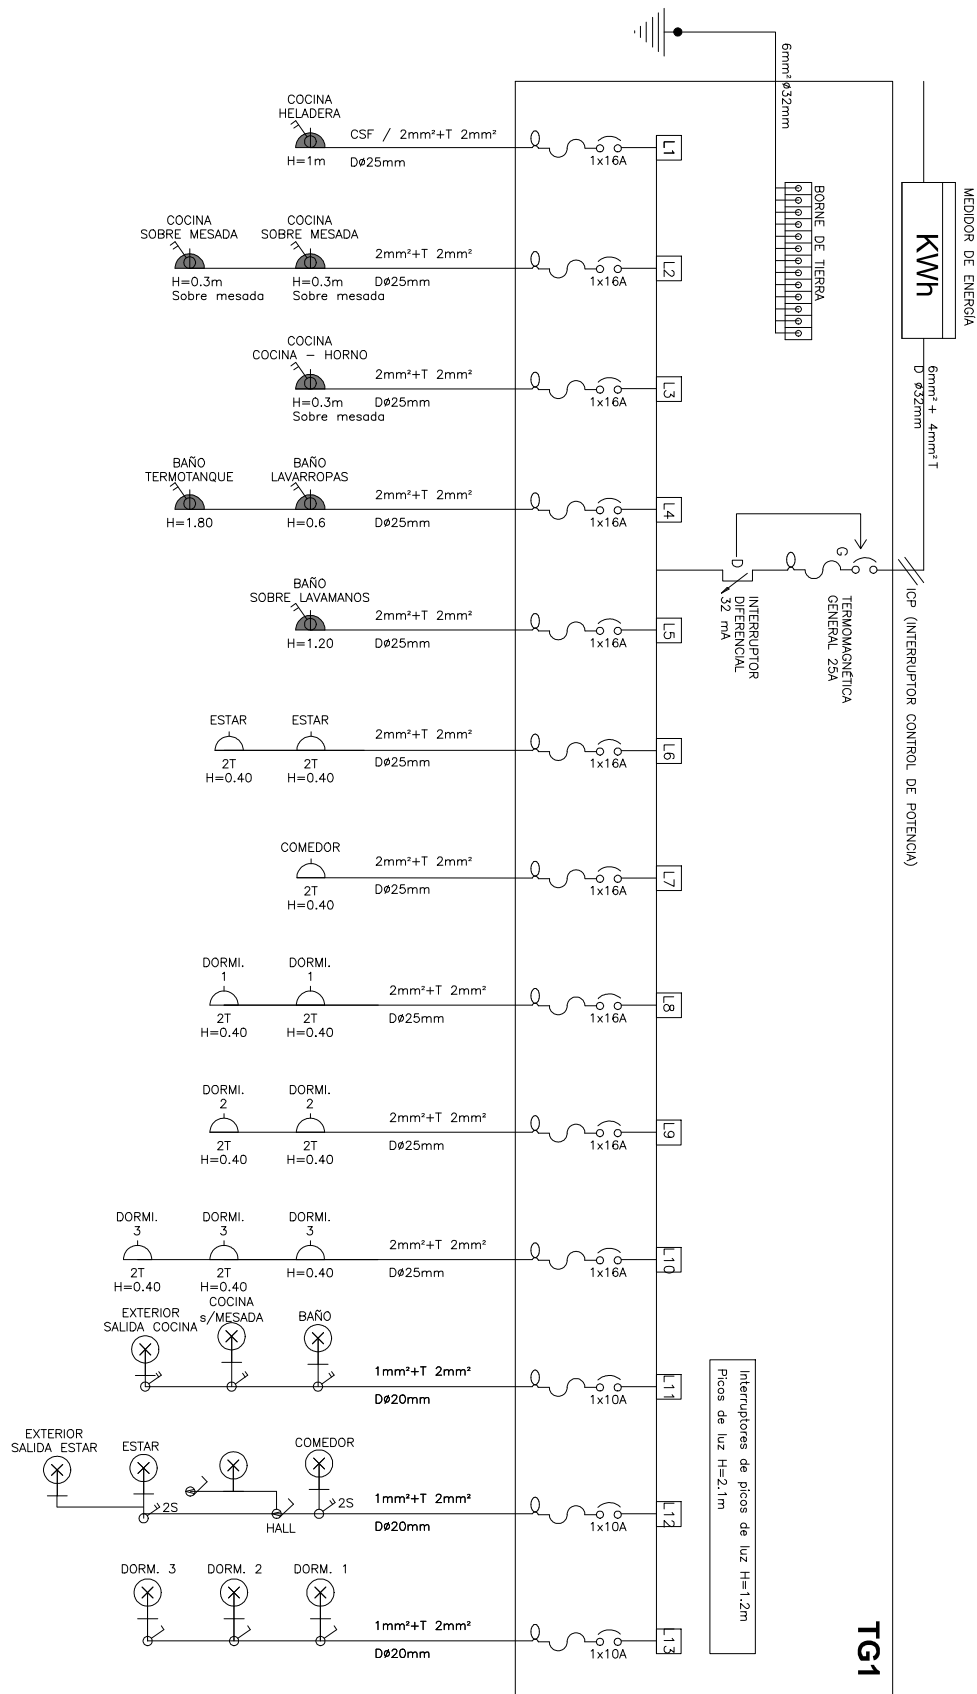 6mm²ø32mm
MEDIDOR DE ENERGÍA
KWh
BORNE DE TIERRA
6mm²+ 4mm²T
D ø32mm
ICP (INTERRUPTOR CONTROL DE POTENCIA)
G
TERMOMAGNÉTICA
GENERAL 25A
D
INTERRUPTOR
DIFERENCIAL
32 mA
COCINA
HELADERA
H=1m
CSF / 2mm²+T 2mm²
Dø25mm
1x16A
L1
COCINA
SOBRE MESADA
H=0.3m
Sobre mesada
COCINA
SOBRE MESADA
H=0.3m
Sobre mesada
2mm²+T 2mm²
Dø25mm
1x16A
L2
COCINA
COCINA - HORNO
H=0.3m
Sobre mesada
2mm²+T 2mm²
Dø25mm
1x16A
L3
BAÑO
TERMOTANQUE
H=1.80
BAÑO
LAVARROPAS
H=0.6
2mm²+T 2mm²
Dø25mm
1x16A
L4
BAÑO
SOBRE LAVAMANOS
H=1.20
2mm²+T 2mm²
Dø25mm
1x16A
L5
ESTAR
2T
H=0.40
ESTAR
2T
H=0.40
2mm²+T 2mm²
Dø25mm
1x16A
L6
COMEDOR
2T
H=0.40
2mm²+T 2mm²
Dø25mm
1x16A
L7
DORMI.
1
2T
H=0.40
DORMI.
1
2T
H=0.40
2mm²+T 2mm²
Dø25mm
1x16A
L8
DORMI.
2
2T
H=0.40
DORMI.
2
2T
H=0.40
2mm²+T 2mm²
Dø25mm
1x16A
L9
DORMI.
3
2T
H=0.40
DORMI.
3
2T
H=0.40
DORMI.
3
H=0.40
2mm²+T 2mm²
Dø25mm
1x16A
L10
EXTERIOR
SALIDA COCINA
COCINA
s/MESADA
BAÑO
1mm²+T 2mm²
Dø20mm
1x10A
L11
EXTERIOR
SALIDA ESTAR
ESTAR
2S
HALL
COMEDOR
2S
1mm²+T 2mm²
Dø20mm
1x10A
L12
DORM. 3
DORM. 2
DORM. 1
1mm²+T 2mm²
Dø20mm
1x10A
L13
Interruptores de picos de luz H=1.2m
Picos de luz H=2.1m
TG1